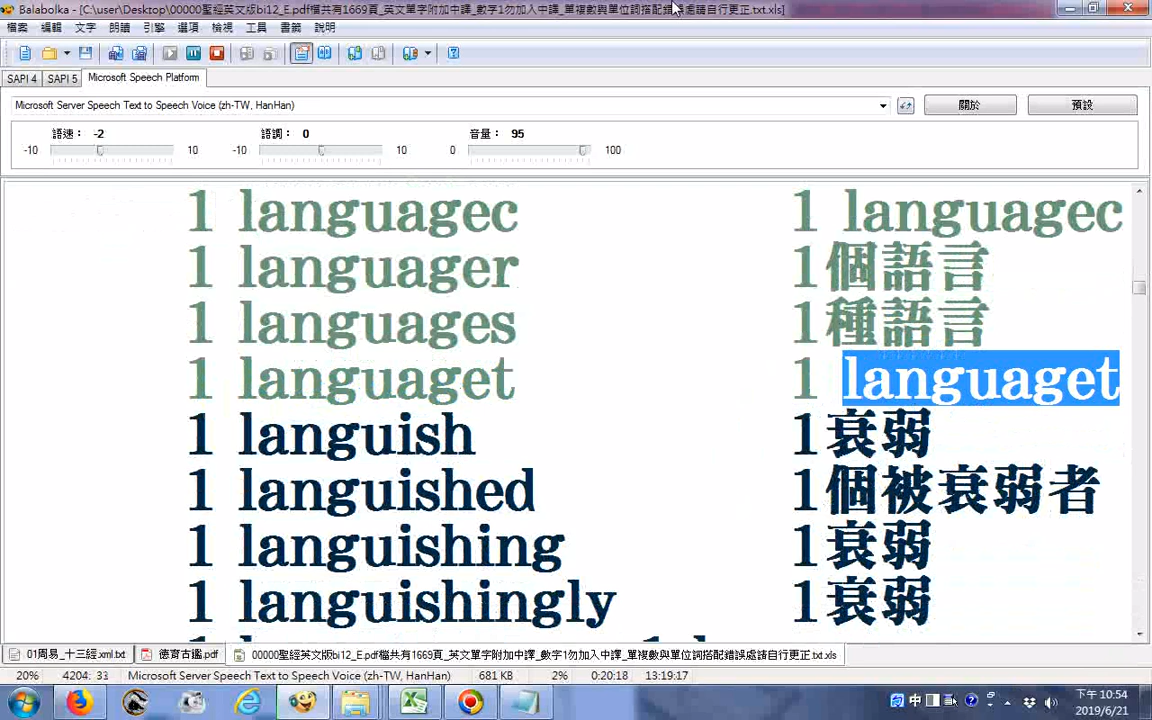 Balabolka - [C:\user\Desktop\00000聖經英文版bi12_E.pdf檔共有1669頁_英文單字附加中譯_數字1勿加入中譯_單複數與單位詞搭配錯誤處請自行更正.txt.xls]
檔案 編輯 文字 朗讀 引擎 選項 檢視 工具 書籤 說明
SAPI 4 SAPI 5 Microsoft Speech Platform
Microsoft Server Speech Text to Speech Voice (zh-TW, HanHan) 關於 預設
語速： -2 語調： 0 音量： 95
-10 10 -10 10 0 100
1 languagec 1 languagec
1 languager 1個語言
1 languages 1種語言
1 languaget 1 languaget
1 languish 1衰弱
1 languished 1個被衰弱者
1 languishing 1衰弱
1 languishingly 1衰弱
01周易_十三經.xml.txt 德育古鑑.pdf 00000聖經英文版bi12_E.pdf檔共有1669頁_英文單字附加中譯_數字1勿加入中譯_單複數與單位詞搭配錯誤處請自行更正.txt.xls
20% 4204: 33 Microsoft Server Speech Text to Speech Voice (zh-TW, HanHan) 681 KB 2% 0:20:18 13:19:17
中 下午 10:54
2019/6/21